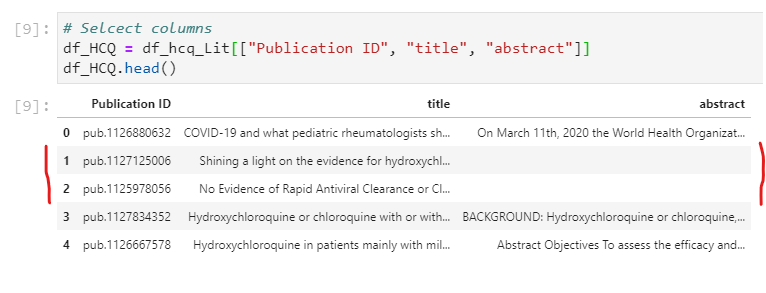 [9]: # Selcect columns
df_HCQ = df_hcq_Lit[["Publication ID", "title", "abstract"]]
df_HCQ.head()
[9]: Publication ID title abstract
0 pub.1126880632 COVID-19 and what pediatric rheumatologists sh... On March 11th, 2020 the World Health Organizat...
1 pub.1127125006 Shining a light on the evidence for hydroxychl...
2 pub.1125978056 No Evidence of Rapid Antiviral Clearance or Cl...
3 pub.1127834352 Hydroxychloroquine or chloroquine with or with... BACKGROUND: Hydroxychloroquine or chloroquine,...
4 pub.1126667578 Hydroxychloroquine in patients mainly with mil... Abstract Objectives To assess the efficacy and...